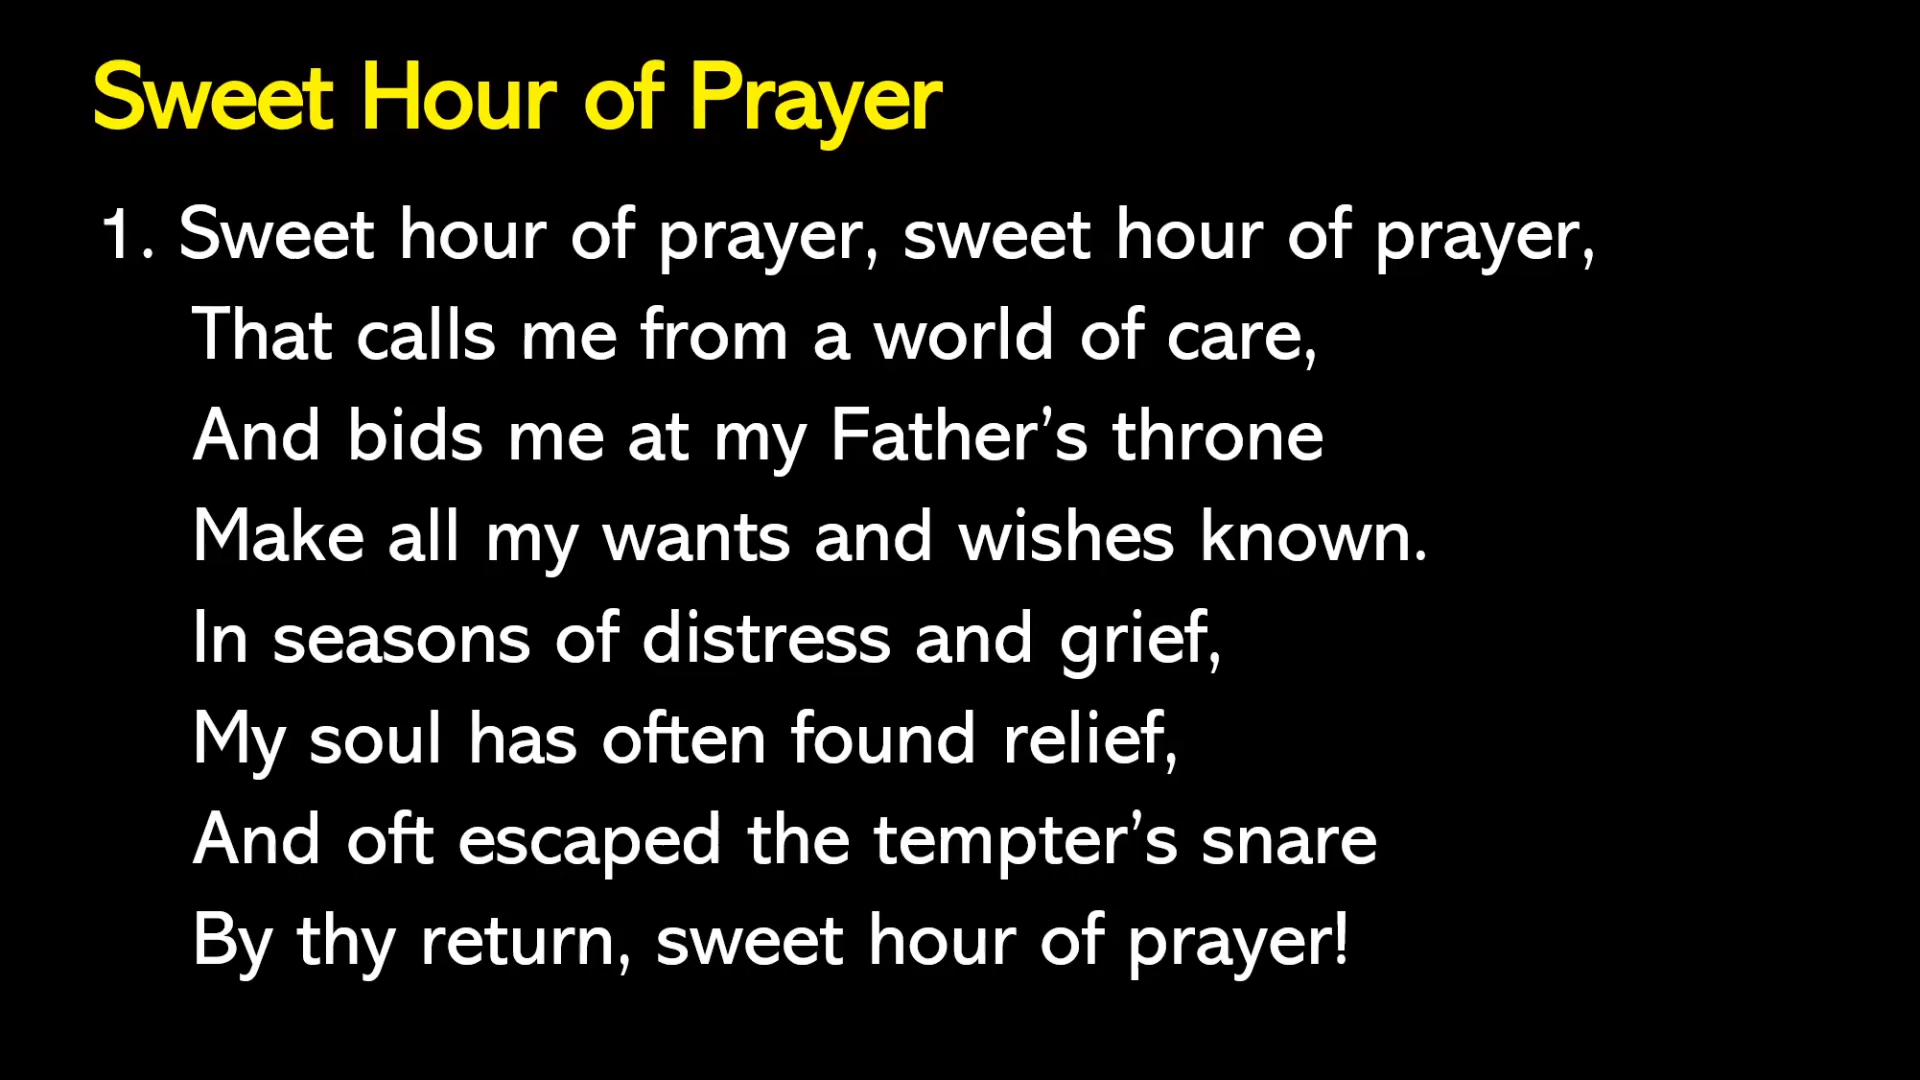 Sweet Hour of Prayer
1. Sweet hour of prayer, sweet hour of prayer,
That calls me from a world of care,
And bids me at my Father’s throne
Make all my wants and wishes known.
In seasons of distress and grief,
My soul has often found relief,
And oft escaped the tempter’s snare
By thy return, sweet hour of prayer!